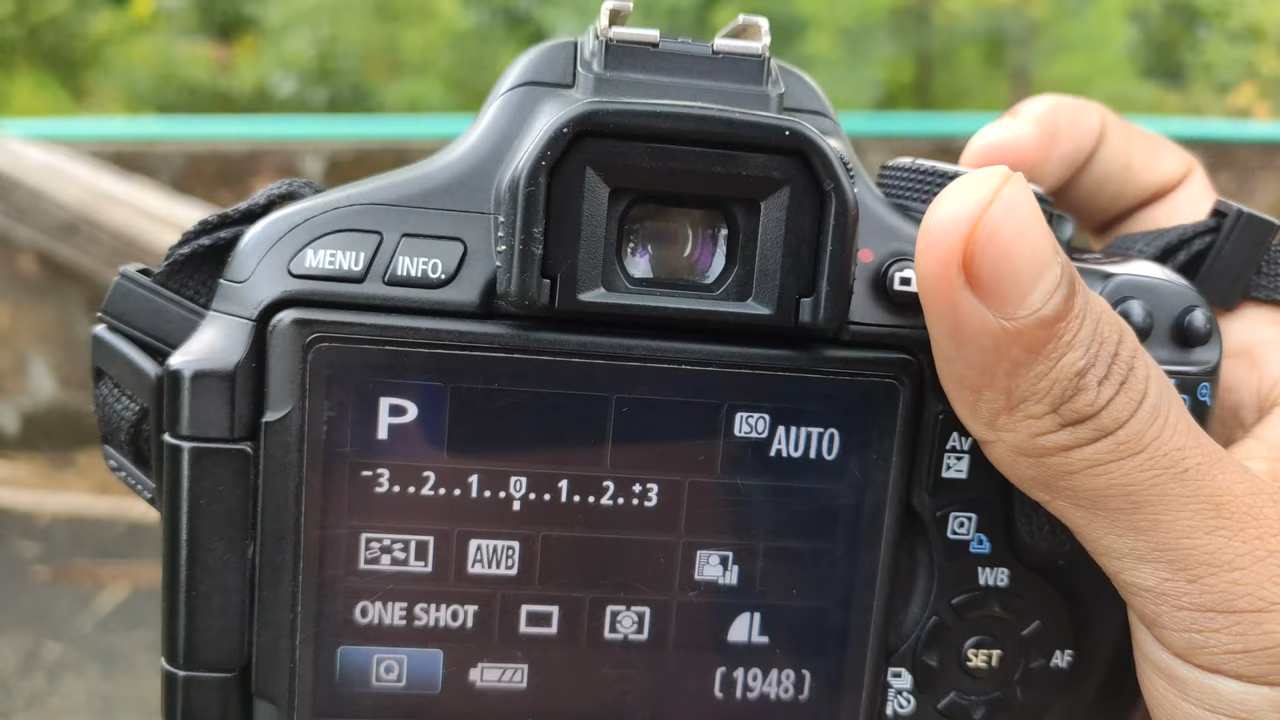 MENU INFO.
P ISO AUTO
-3..2..1..0..1..2.:+3
L AWB
ONE SHOT L
Q [1948]
Av
Q
WB
SET AF